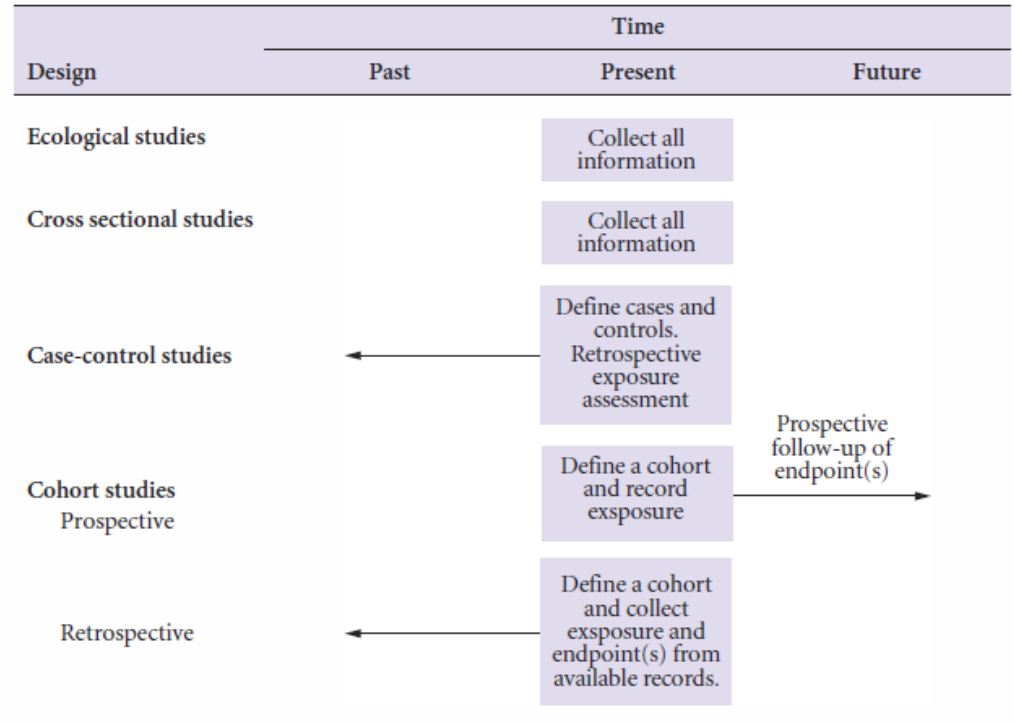 Time
Design Past Present Future
Ecological studies
Collect all
information
Cross sectional studies
Collect all
information
Case-control studies
Define cases and
controls.
Retrospective
exposure
assessment
Cohort studies
Prospective
Define a cohort
and record
exsposure
Prospective
follow-up of
endpoint(s)
Retrospective
Define a cohort
and collect
exsposure and
endpoint(s) from
available records.